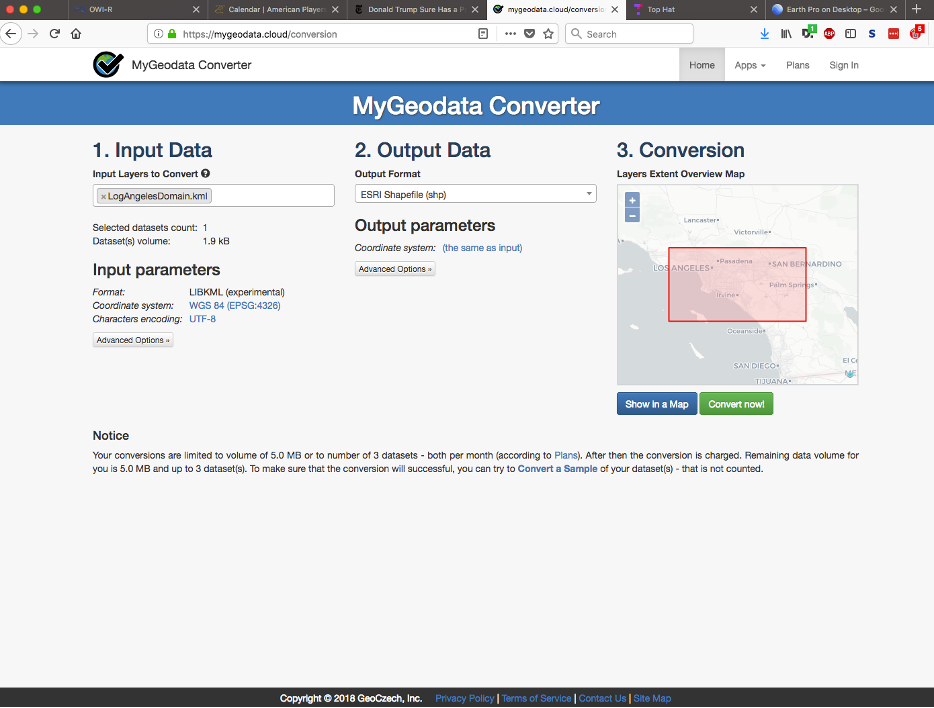 OWI-R
Calendar | American Players
Donald Trump Sure Has a P
mygeodata.cloud/conversio
Top Hat
Earth Pro on Desktop – Goo
https://mygeodata.cloud/conversion
Search
MyGeodata Converter
Home
Apps
Plans
Sign In
MyGeodata Converter
1. Input Data
Input Layers to Convert
×LogAngelesDomain.kml
Selected datasets count: 1
Dataset(s) volume: 1.9 kB
Input parameters
Format: LIBKML (experimental)
Coordinate system: WGS 84 (EPSG:4326)
Characters encoding: UTF-8
Advanced Options »
2. Output Data
Output Format
ESRI Shapefile (shp)
Output parameters
Coordinate system: (the same as input)
Advanced Options »
3. Conversion
Layers Extent Overview Map
+
−
Lancaster
Victorville
Pasadena
LOS ANGELES
SAN BERNARDINO
Palm Springs
Irvine
Oceanside
SAN DIEGO
El Ce
TIJUANA
ME
Show in a Map
Convert now!
Notice
Your conversions are limited to volume of 5.0 MB or to number of 3 datasets - both per month (according to Plans). After then the conversion is charged. Remaining data volume for
you is 5.0 MB and up to 3 dataset(s). To make sure that the conversion will successful, you can try to Convert a Sample of your dataset(s) - that is not counted.
Copyright © 2018 GeoCzech, Inc. Privacy Policy | Terms of Service | Contact Us | Site Map